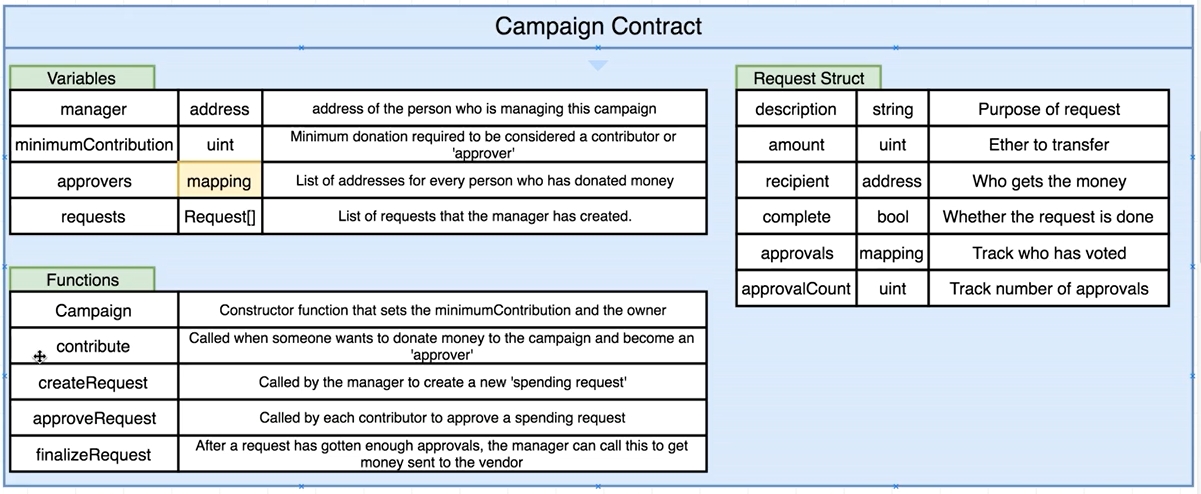 Campaign Contract
Variables
manager address address of the person who is managing this campaign
minimumContribution uint Minimum donation required to be considered a contributor or
'approver'
approvers mapping List of addresses for every person who has donated money
requests Request[] List of requests that the manager has created.
Functions
Campaign Constructor function that sets the minimumContribution and the owner
contribute Called when someone wants to donate money to the campaign and become an
'approver'
createRequest Called by the manager to create a new 'spending request'
approveRequest Called by each contributor to approve a spending request
finalizeRequest After a request has gotten enough approvals, the manager can call this to get
money sent to the vendor
Request Struct
description string Purpose of request
amount uint Ether to transfer
recipient address Who gets the money
complete bool Whether the request is done
approvals mapping Track who has voted
approvalCount uint Track number of approvals